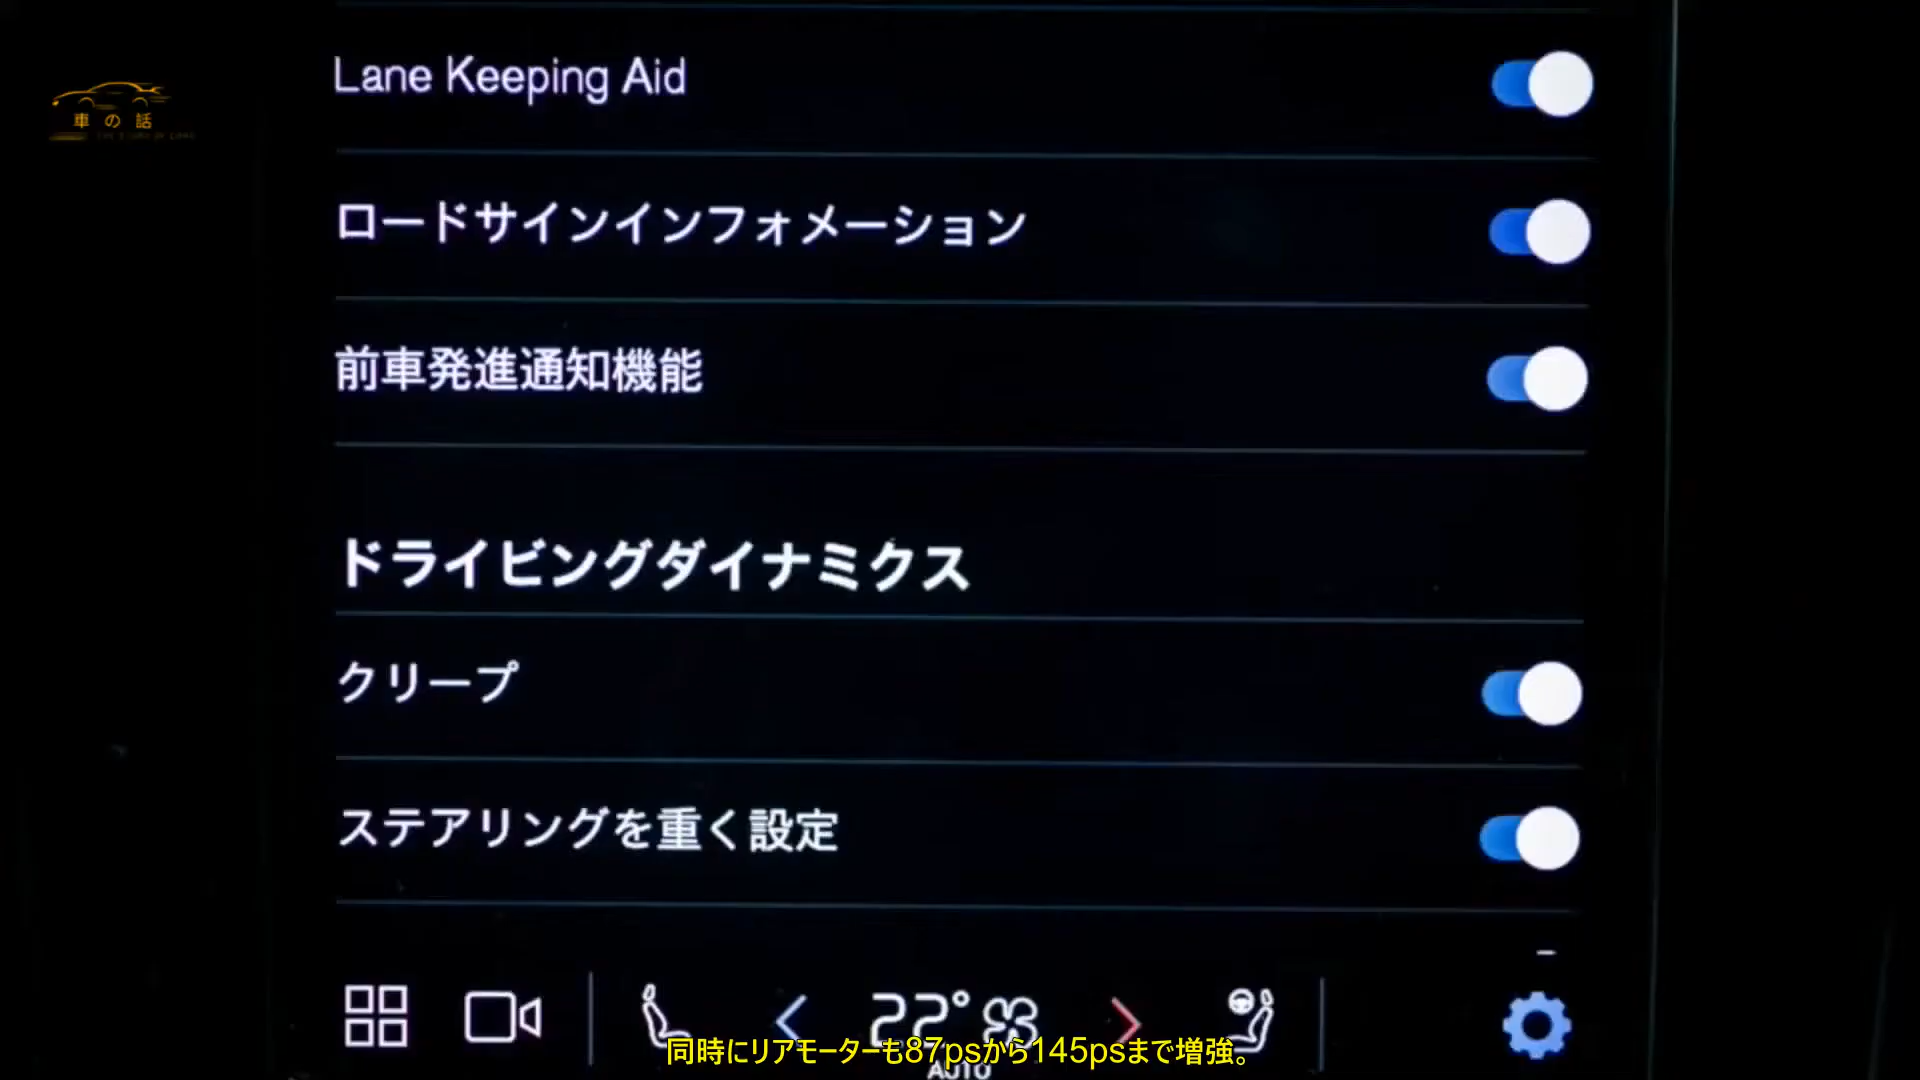 Lane Keeping Aid
車の話
ロードサインインフォメーション
前車発進通知機能
ドライビングダイナミクス
クリープ
ステアリングを重く設定
22°
同時にリアモーターも87psから145psまで増強。
AUTO